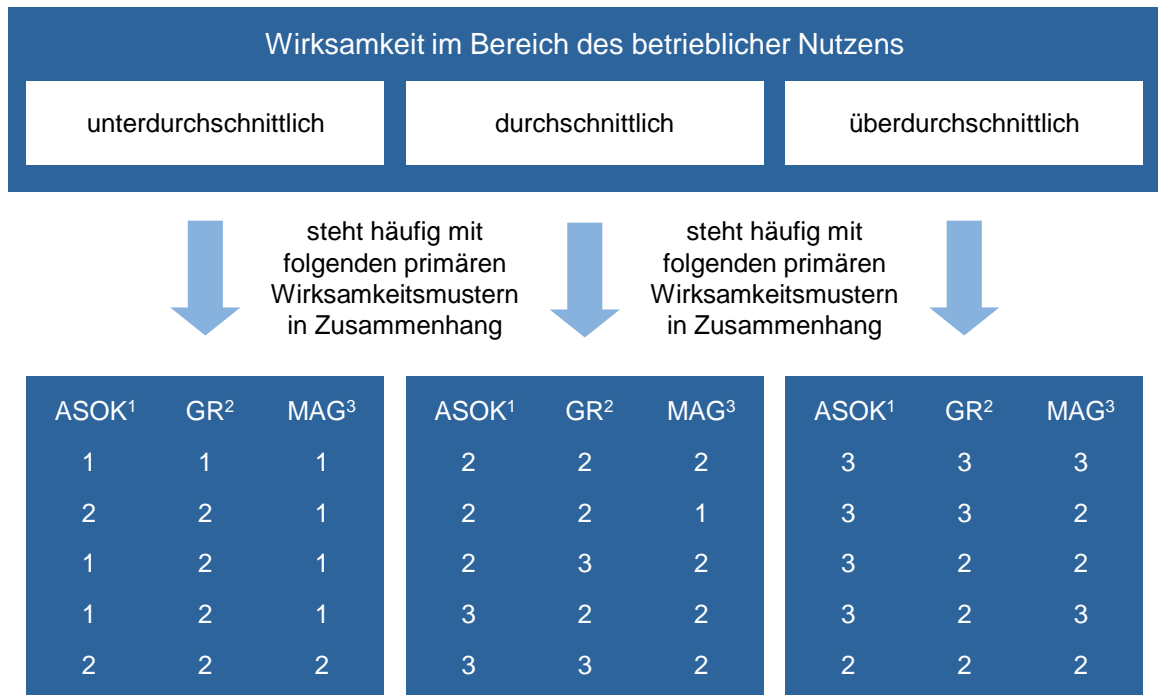 Wirksamkeit im Bereich des betrieblicher Nutzens
unterdurchschnittlich
durchschnittlich
überdurchschnittlich
steht häufig mit
folgenden primären
Wirksamkeitsmustern
in Zusammenhang
steht häufig mit
folgenden primären
Wirksamkeitsmustern
in Zusammenhang
ASOK¹ GR² MAG³
1 1 1
2 2 1
1 2 1
1 2 1
2 2 2
ASOK¹ GR² MAG³
2 2 2
2 2 1
2 3 2
3 2 2
3 3 2
ASOK¹ GR² MAG³
3 3 3
3 3 2
3 2 2
3 2 3
2 2 2